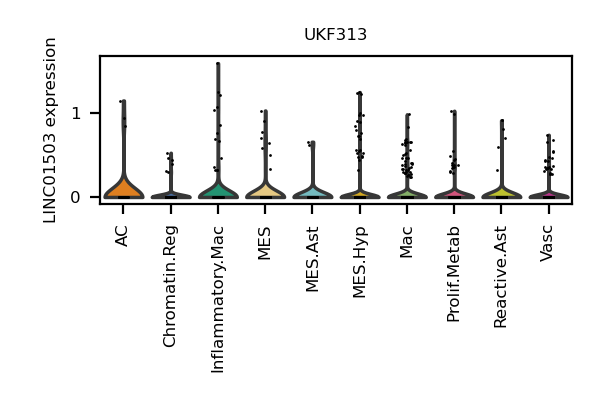 UKF313
LINC01503 expression
1
0
AC
Chromatin.Reg
Inflammatory.Mac
MES
MES.Ast
MES.Hyp
Mac
Prolif.Metab
Reactive.Ast
Vasc